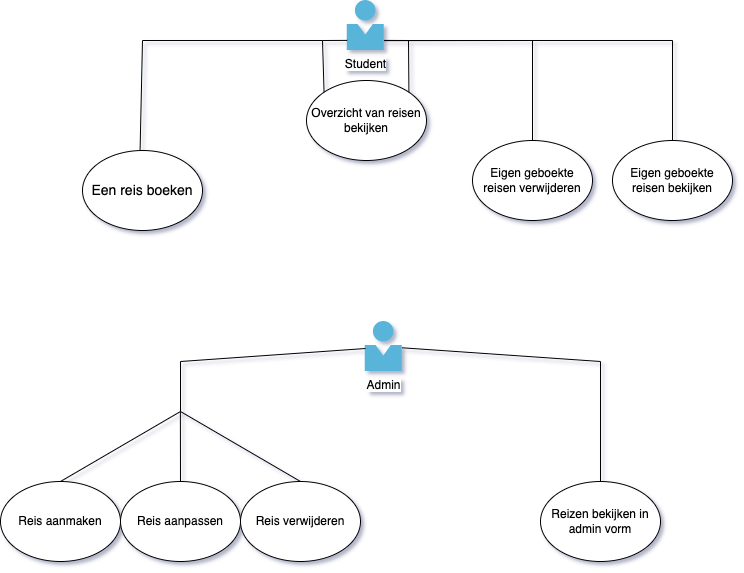 Student
Overzicht van reisen
bekijken
Een reis boeken
Eigen geboekte
reisen verwijderen
Eigen geboekte
reisen bekijken
Admin
Reis aanmaken
Reis aanpassen
Reis verwijderen
Reizen bekijken in
admin vorm